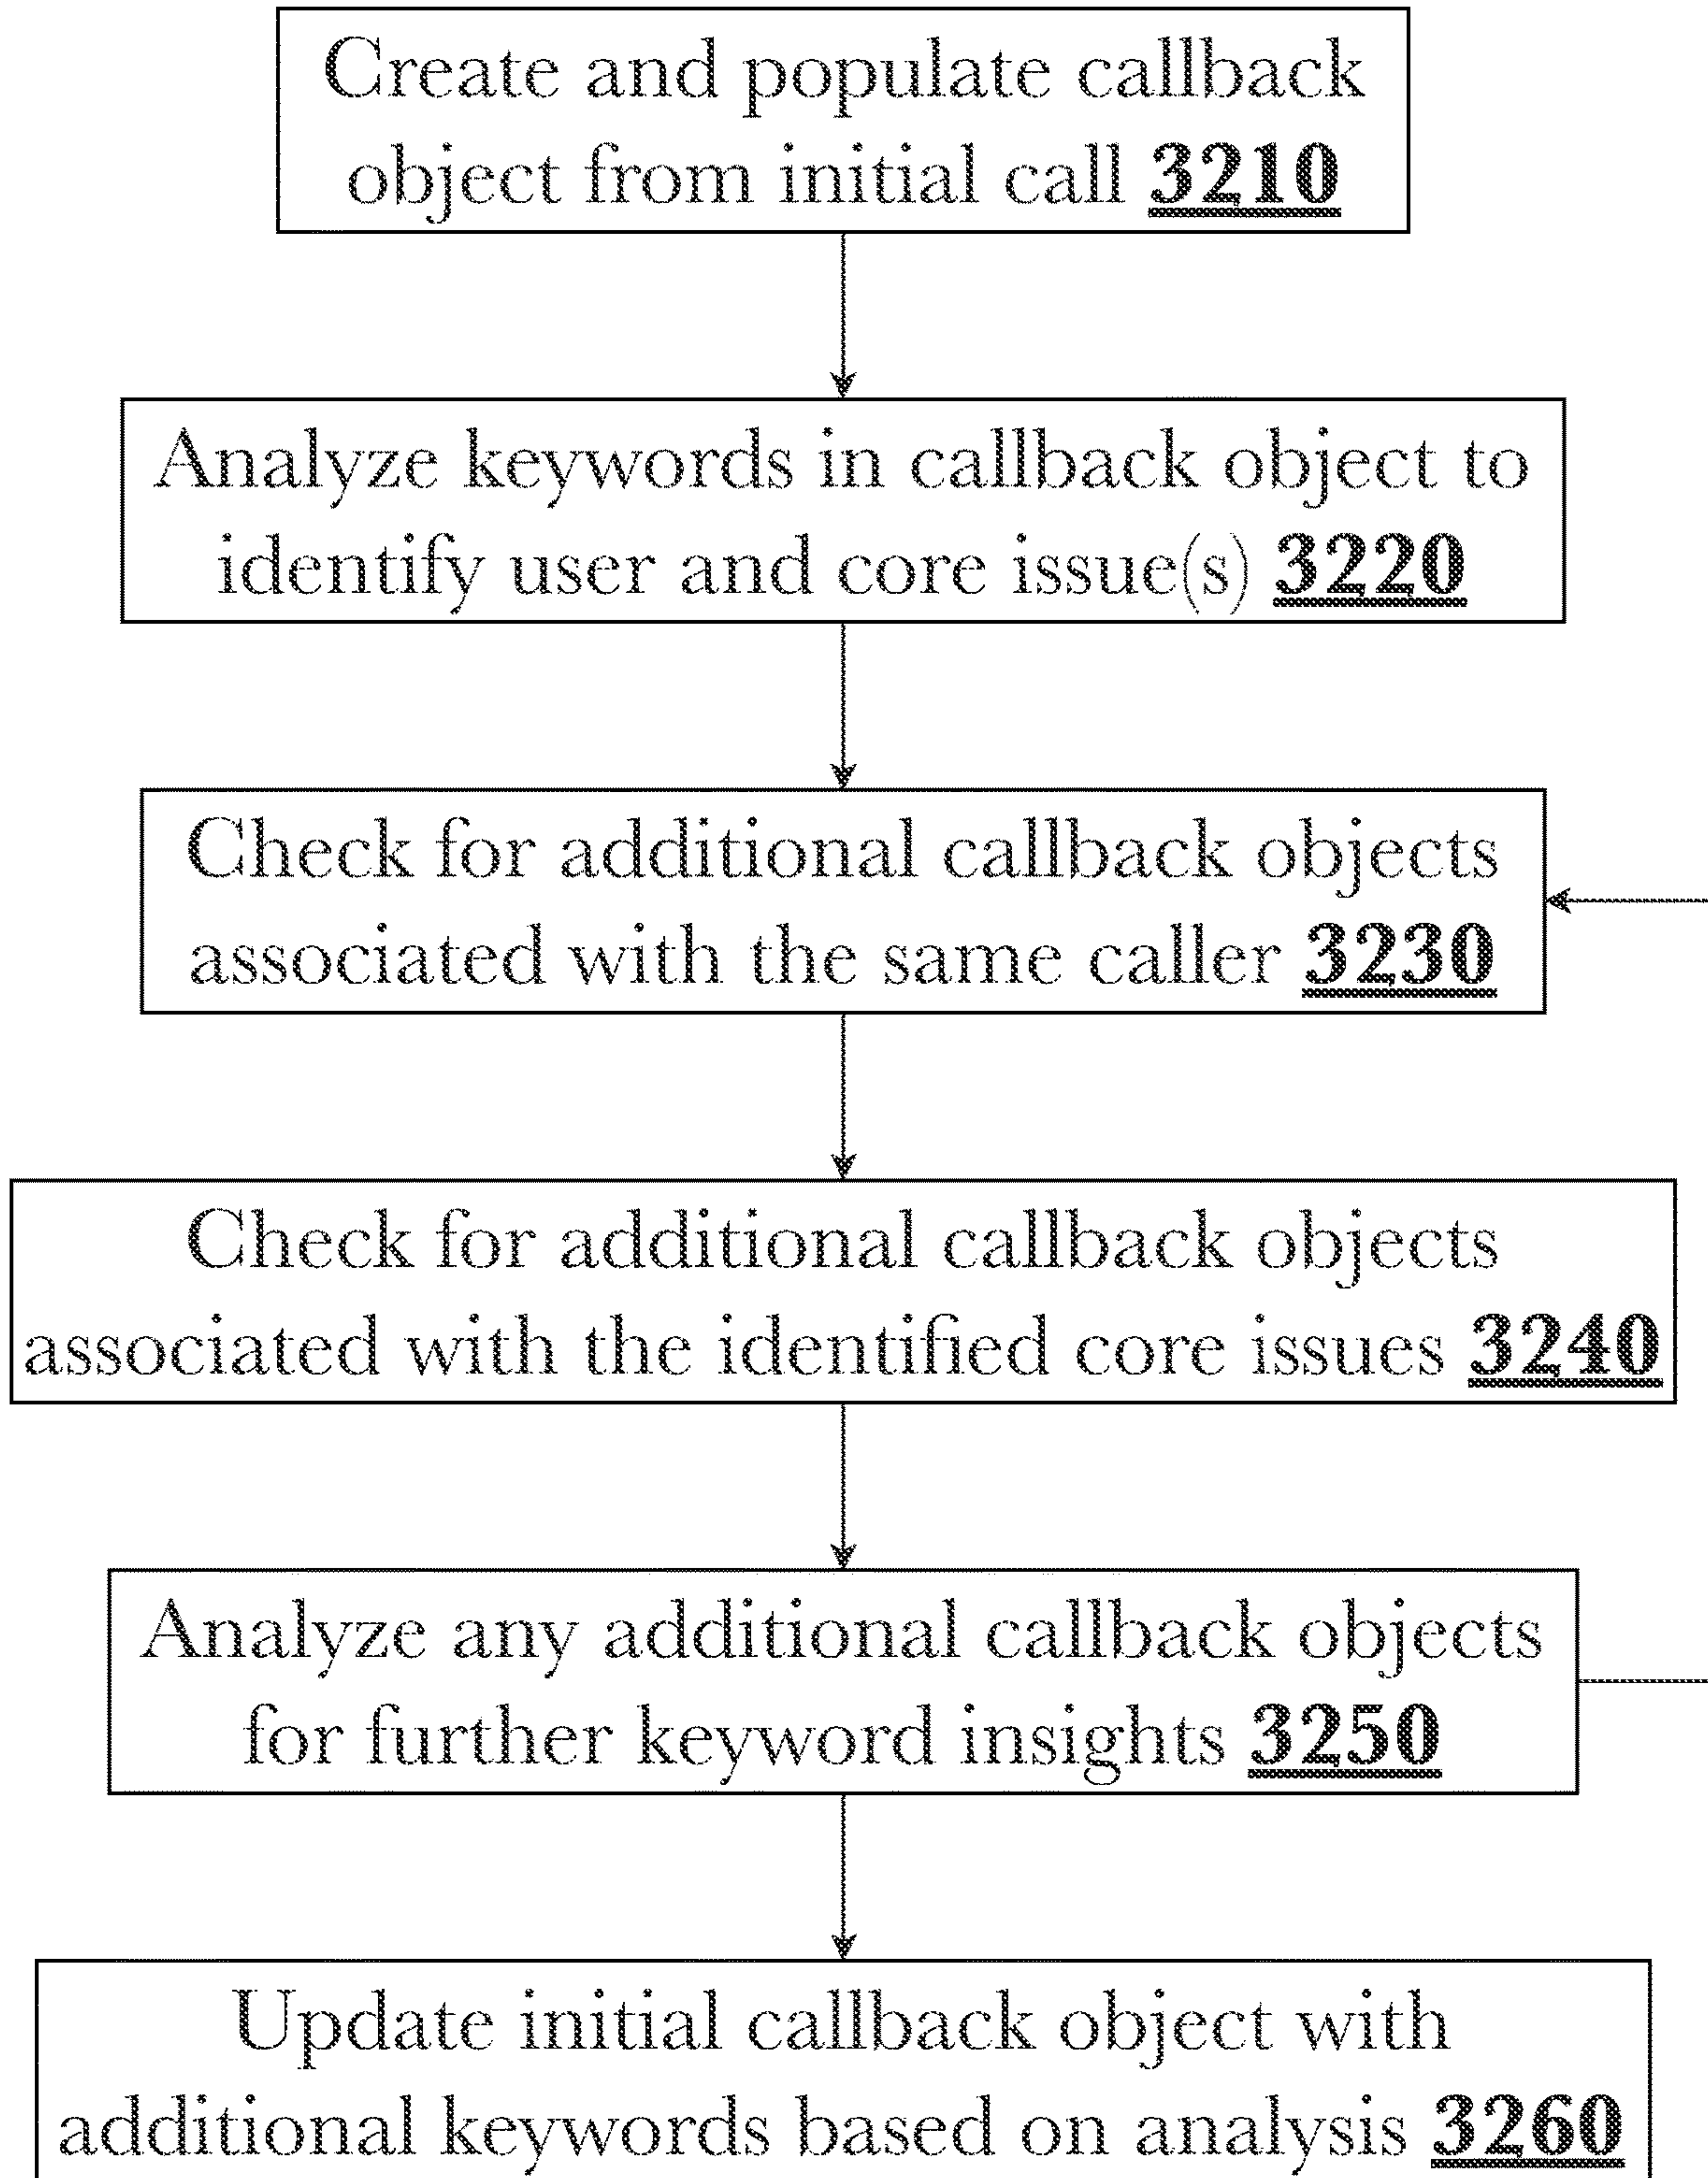 Create and populate callback
object from initial call 3210
Analyze keywords in callback object to
identify user and core issue(s) 3220
Check for additional callback objects
associated with the same caller 3230
Check for additional callback objects
associated with the identified core issues 3240
Analyze any additional callback objects
for further keyword insights 3250
Update initial callback object with
additional keywords based on analysis 3260